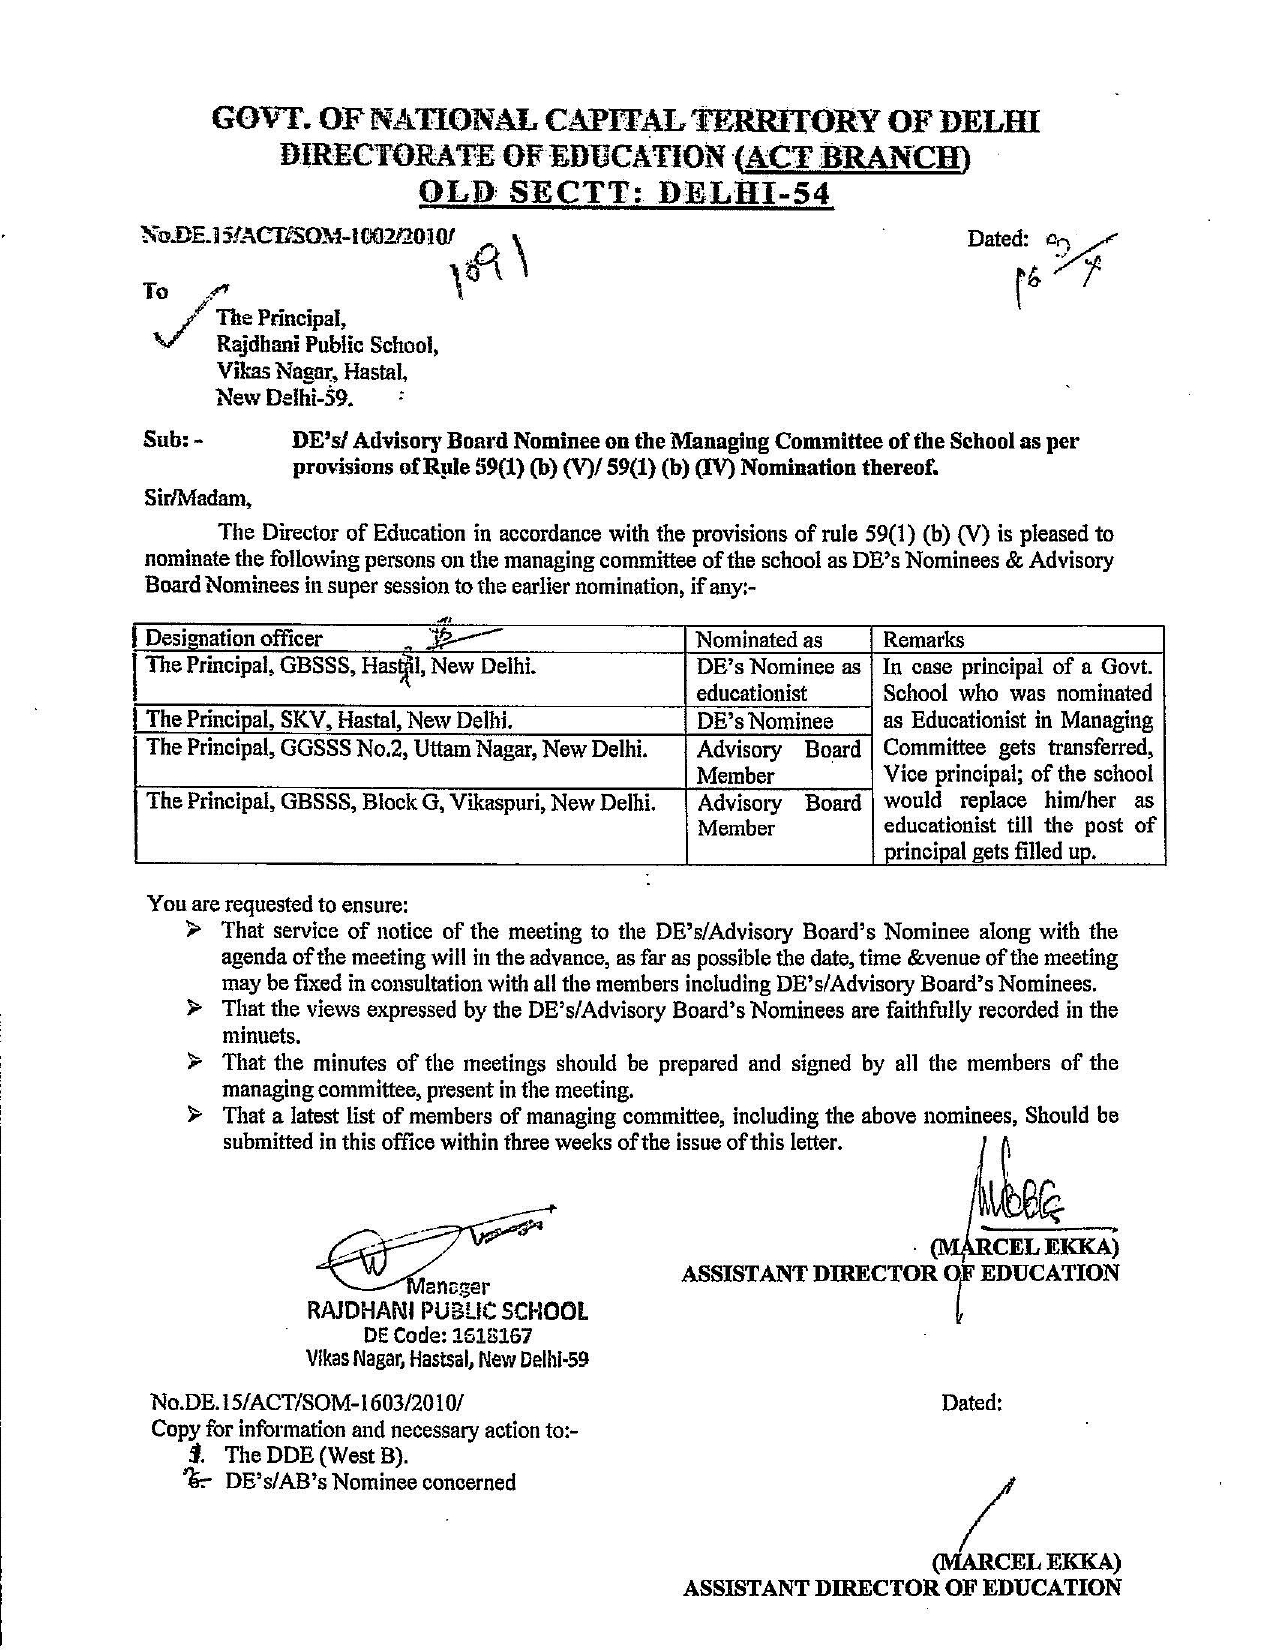 GOVT. OF NATIONAL CAPITAL TERRITORY OF DELHI
DIRECTORATE OF EDUCATION (ACT BRANCH)
OLD SECTT: DELHI-54
No.DE.15/ACT/SOM-1002/2010/
1091
Dated:
To
The Principal,
Rajdhani Public School,
Vikas Nagar, Hastal,
New Delhi-59.
Sub: - DE's/ Advisory Board Nominee on the Managing Committee of the School as per
provisions of Rule 59(1) (b) (V)/ 59(1) (b) (IV) Nomination thereof.
Sir/Madam,
The Director of Education in accordance with the provisions of rule 59(1) (b) (V) is pleased to
nominate the following persons on the managing committee of the school as DE's Nominees & Advisory
Board Nominees in super session to the earlier nomination, if any:-
Designation officer Nominated as Remarks
The Principal, GBSSS, Hastal, New Delhi. DE's Nominee as In case principal of a Govt.
educationist School who was nominated
The Principal, SKV, Hastal, New Delhi. DE's Nominee as Educationist in Managing
The Principal, GGSSS No.2, Uttam Nagar, New Delhi. Advisory Board Committee gets transferred,
Member Vice principal; of the school
The Principal, GBSSS, Block G, Vikaspuri, New Delhi. Advisory Board would replace him/her as
Member educationist till the post of
principal gets filled up.
You are requested to ensure:
➢ That service of notice of the meeting to the DE's/Advisory Board's Nominee along with the
agenda of the meeting will in the advance, as far as possible the date, time &venue of the meeting
may be fixed in consultation with all the members including DE's/Advisory Board's Nominees.
➢ That the views expressed by the DE's/Advisory Board's Nominees are faithfully recorded in the
minuets.
➢ That the minutes of the meetings should be prepared and signed by all the members of the
managing committee, present in the meeting.
➢ That a latest list of members of managing committee, including the above nominees, Should be
submitted in this office within three weeks of the issue of this letter.
(MARCEL EKKA)
ASSISTANT DIRECTOR OF EDUCATION
Manager
RAJDHANI PUBLIC SCHOOL
DE Code: 1618167
Vikas Nagar, Hastsal, New Delhi-59
No.DE.15/ACT/SOM-1603/2010/ Dated:
Copy for information and necessary action to:-
1. The DDE (West B).
2. DE's/AB's Nominee concerned
(MARCEL EKKA)
ASSISTANT DIRECTOR OF EDUCATION